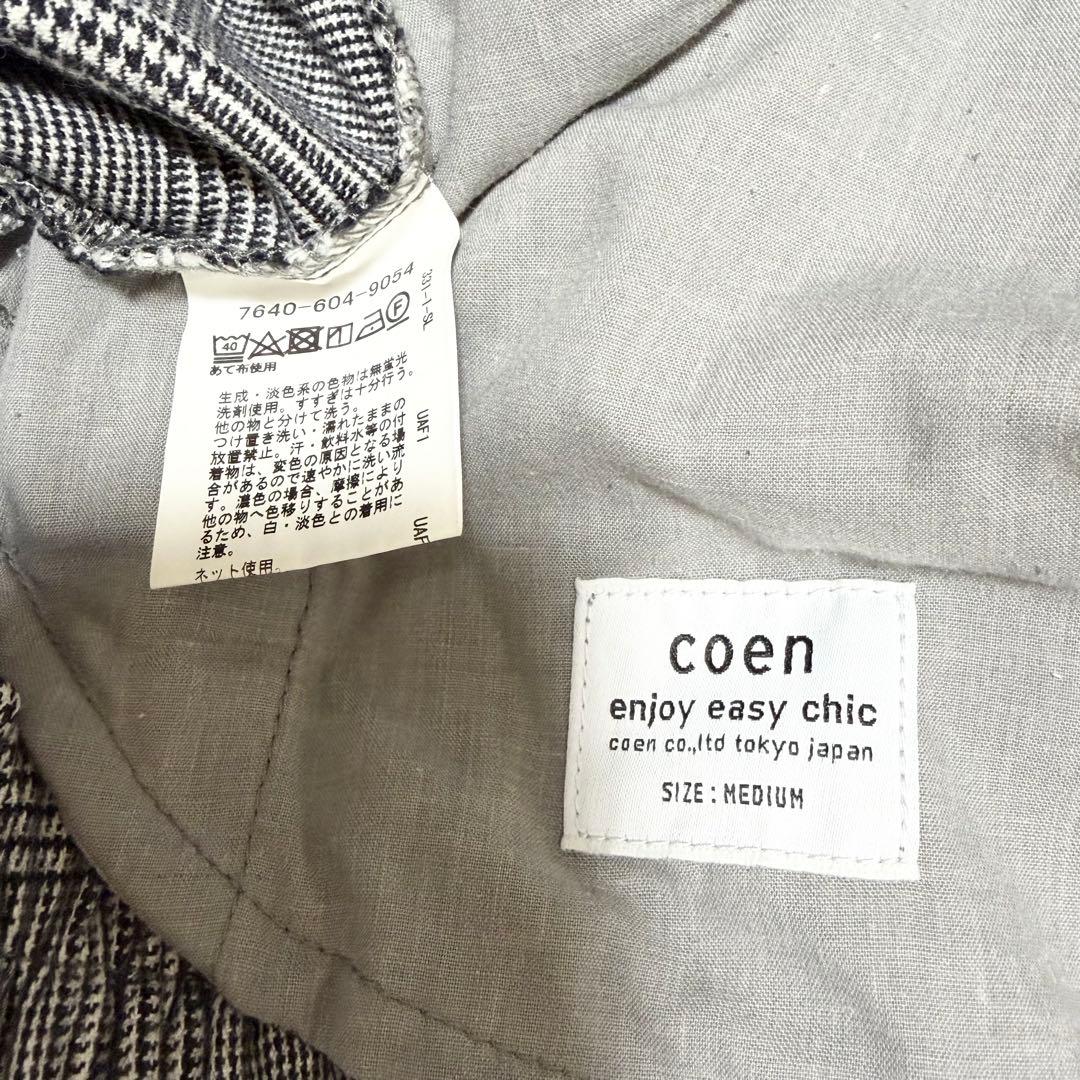 7640-604-9054
331-1-SL
40
F
あて布使用
生成・淡色系の色物は無蛍光
洗剤使用。すすぎは十分行う。
他の物と分けて洗う。
つけ置き洗い・濡れたままの
放置禁止。汗・飲料水等の付
着物は、変色の原因となる場
合があるので速やかに洗い流
す。濃色の場合、摩擦により
他の物へ色移りすることがあ
るため、白・淡色との着用に
注意。
ネット使用。
UAF1
UAF
coen
enjoy easy chic
coen co.,ltd tokyo japan
SIZE : MEDIUM